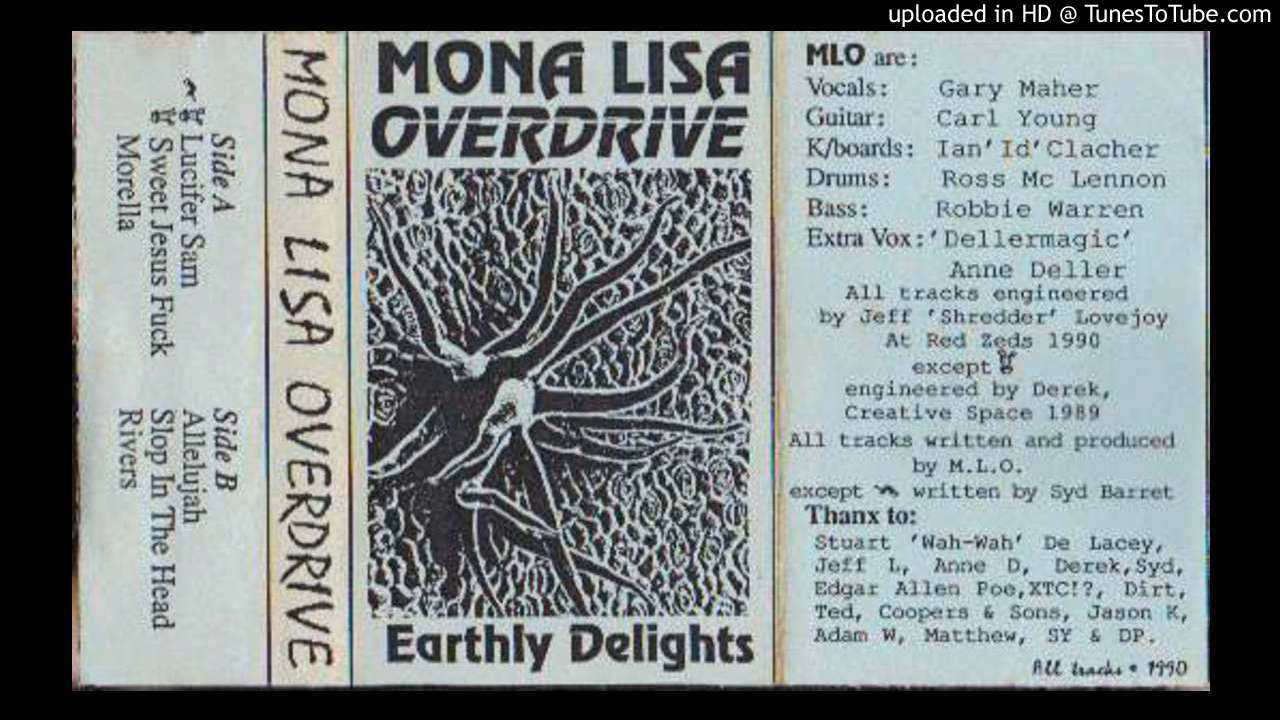 uploaded in HD @ TunesToTube.com
Side A
Lucifer Sam
Sweet Jesus Fuck
Morella
Side B
Allelujah
Slop In The Head
Rivers
MONA LISA OVERDRIVE
MONA LISA
OVERDRIVE
Earthly Delights
MLO are:
Vocals: Gary Maher
Guitar: Carl Young
K/boards: Ian'Id'Clacher
Drums: Ross Mc Lennon
Bass: Robbie Warren
Extra Vox:'Dellermagic'
Anne Deller
All tracks engineered
by Jeff 'Shredder' Lovejoy
At Red Zeds 1990
except
engineered by Derek,
Creative Space 1989
All tracks written and produced
by M.L.O.
except written by Syd Barret
Thanx to:
Stuart 'Wah-Wah' De Lacey,
Jeff L, Anne D, Derek,Syd,
Edgar Allen Poe,XTC!?, Dirt,
Ted, Coopers & Sons, Jason K,
Adam W, Matthew, SY & DP.
All tracks © 1990